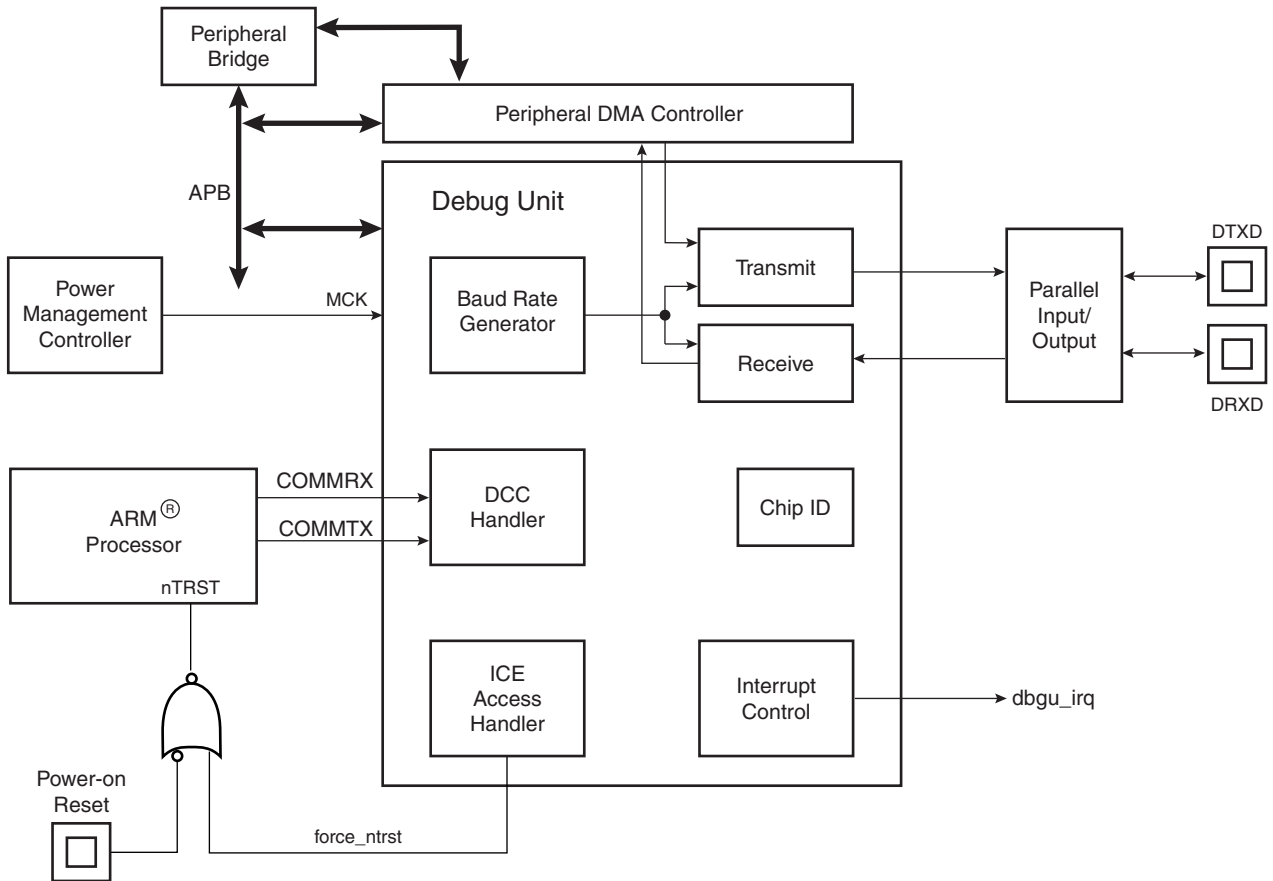 Peripheral
Bridge
Peripheral DMA Controller
APB
Debug Unit
Power
Management
Controller
MCK
Baud Rate
Generator
Transmit
Receive
Parallel
Input/
Output
DTXD
DRXD
ARM®
Processor
nTRST
COMMRX
COMMTX
DCC
Handler
Chip ID
ICE
Access
Handler
Interrupt
Control
dbgu_irq
Power-on
Reset
force_ntrst